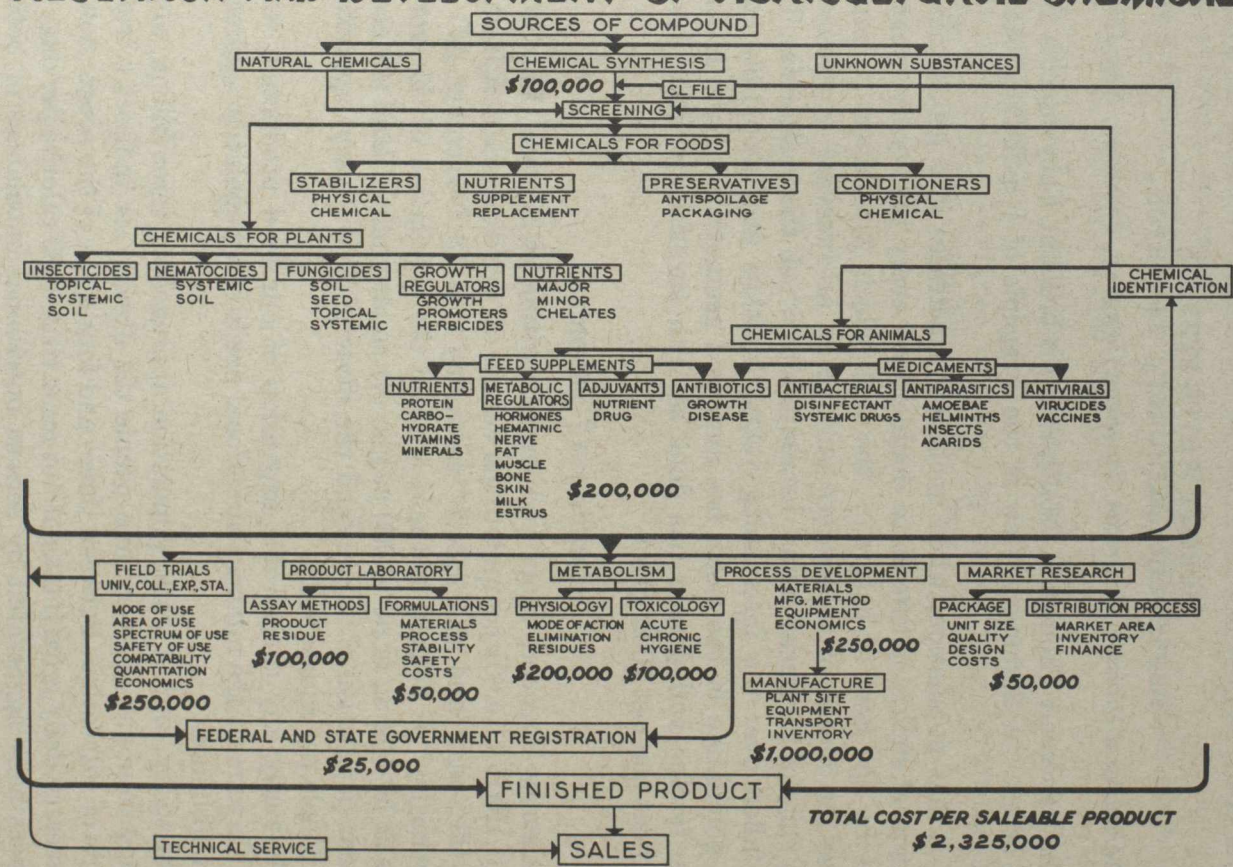 AND DEVELOPMENT OF AGRICULTURAL CHEMICALS
SOURCES OF COMPOUND
NATURAL CHEMICALS
CHEMICAL SYNTHESIS
UNKNOWN SUBSTANCES
$100,000
CL FILE
SCREENING
CHEMICALS FOR FOODS
STABILIZERS
PHYSICAL
CHEMICAL
NUTRIENTS
SUPPLEMENT
REPLACEMENT
PRESERVATIVES
ANTISPOILAGE
PACKAGING
CONDITIONERS
PHYSICAL
CHEMICAL
CHEMICALS FOR PLANTS
INSECTICIDES
TOPICAL
SYSTEMIC
SOIL
NEMATOCIDES
SYSTEMIC
SOIL
FUNGICIDES
SOIL
SEED
TOPICAL
SYSTEMIC
GROWTH
REGULATORS
GROWTH
PROMOTERS
HERBICIDES
NUTRIENTS
MAJOR
MINOR
CHELATES
CHEMICAL
IDENTIFICATION
CHEMICALS FOR ANIMALS
FEED SUPPLEMENTS
MEDICAMENTS
NUTRIENTS
PROTEIN
CARBO-
HYDRATE
VITAMINS
MINERALS
METABOLIC
REGULATORS
HORMONES
HEMATINIC
NERVE
FAT
MUSCLE
BONE
SKIN
MILK
ESTRUS
ADJUVANTS
NUTRIENT
DRUG
ANTIBIOTICS
GROWTH
DISEASE
ANTIBACTERIALS
DISINFECTANT
SYSTEMIC DRUGS
ANTIPARASITICS
AMOEBAE
HELMINTHS
INSECTS
ACARIDS
ANTIVIRALS
VIRUCIDES
VACCINES
$200,000
FIELD TRIALS
UNIV., COLL., EXP. STA.
MODE OF USE
AREA OF USE
SPECTRUM OF USE
SAFETY OF USE
COMPATABILITY
QUANTITATION
ECONOMICS
$250,000
PRODUCT LABORATORY
ASSAY METHODS
PRODUCT
RESIDUE
$100,000
FORMULATIONS
MATERIALS
PROCESS
STABILITY
SAFETY
COSTS
$50,000
METABOLISM
PHYSIOLOGY
MODE OF ACTION
ELIMINATION
RESIDUES
$200,000
TOXICOLOGY
ACUTE
CHRONIC
HYGIENE
$100,000
PROCESS DEVELOPMENT
MATERIALS
MFG. METHOD
EQUIPMENT
ECONOMICS
$250,000
MANUFACTURE
PLANT SITE
EQUIPMENT
TRANSPORT
INVENTORY
$1,000,000
MARKET RESEARCH
PACKAGE
UNIT SIZE
QUALITY
DESIGN
COSTS
DISTRIBUTION PROCESS
MARKET AREA
INVENTORY
FINANCE
$50,000
FEDERAL AND STATE GOVERNMENT REGISTRATION
$25,000
FINISHED PRODUCT
TOTAL COST PER SALEABLE PRODUCT
$2,325,000
TECHNICAL SERVICE
SALES